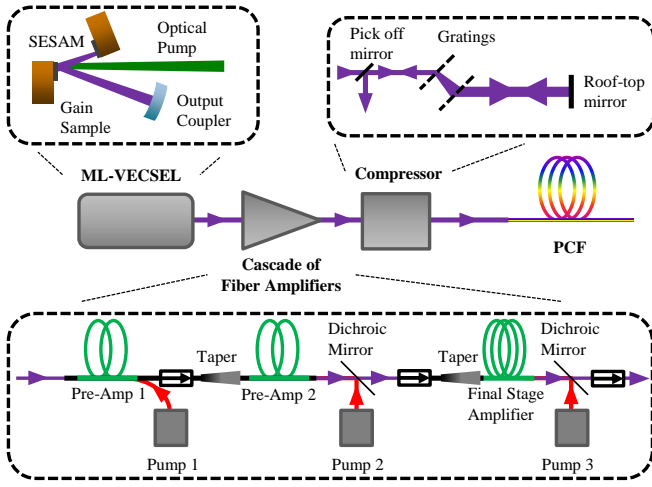 SESAM
Optical
Pump
Gain
Sample
Output
Coupler
Pick off
mirror
Gratings
Roof-top
mirror
ML-VECSEL
Compressor
PCF
Cascade of
Fiber Amplifiers
Pre-Amp 1
Taper
Pre-Amp 2
Dichroic
Mirror
Taper
Final Stage
Amplifier
Dichroic
Mirror
Pump 1
Pump 2
Pump 3